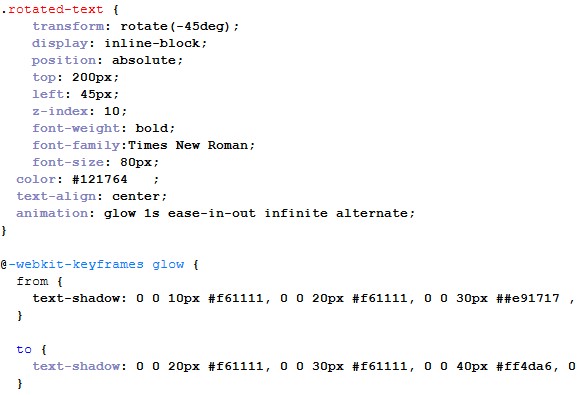 .rotated-text {
    transform: rotate(-45deg);
    display: inline-block;
    position: absolute;
    top: 200px;
    left: 45px;
    z-index: 10;
    font-weight: bold;
    font-family:Times New Roman;
    font-size: 80px;
  color: #121764   ;
  text-align: center;
  animation: glow 1s ease-in-out infinite alternate;
}

@-webkit-keyframes glow {
  from {
    text-shadow: 0 0 10px #f61111, 0 0 20px #f61111, 0 0 30px ##e91717 ,
  }

  to {
    text-shadow: 0 0 20px #f61111, 0 0 30px #f61111, 0 0 40px #ff4da6, 0
  }